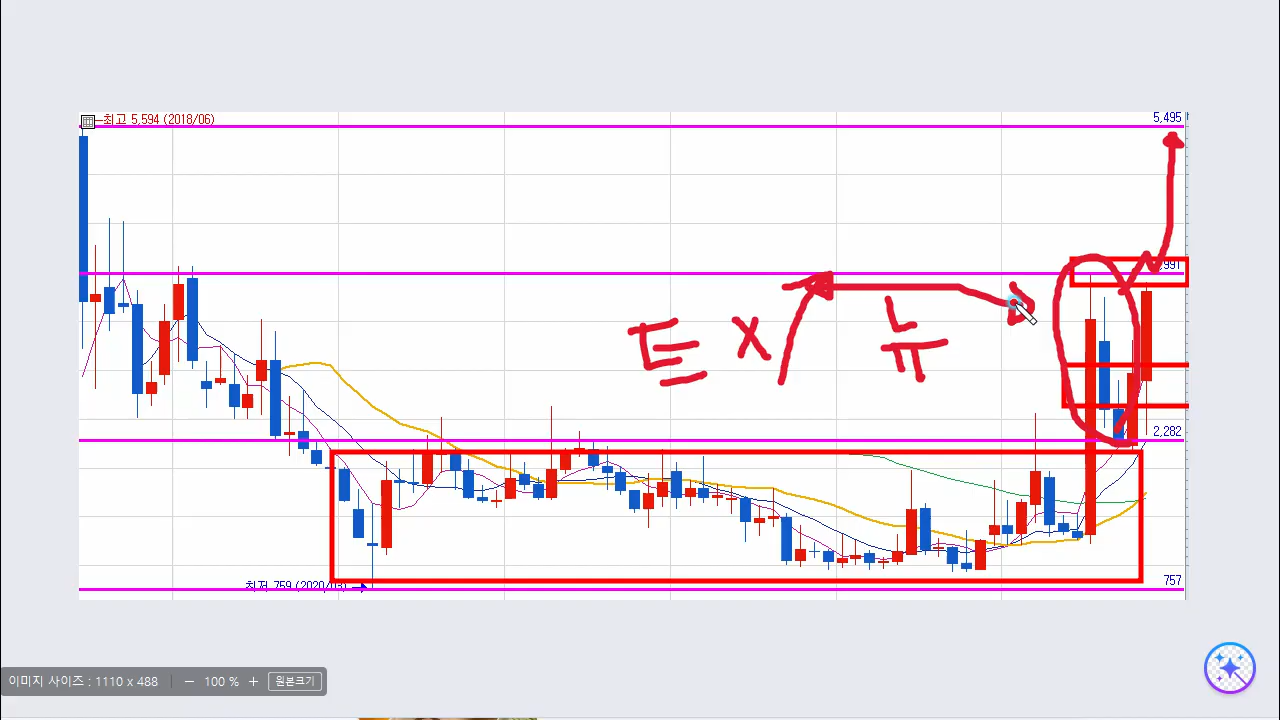 최고 5,594 (2018/06)
5,495
,991
E X
2,282
최저 759 (2020/03)
757
이미지 사이즈 : 1110 x 488
100 %
원본크기